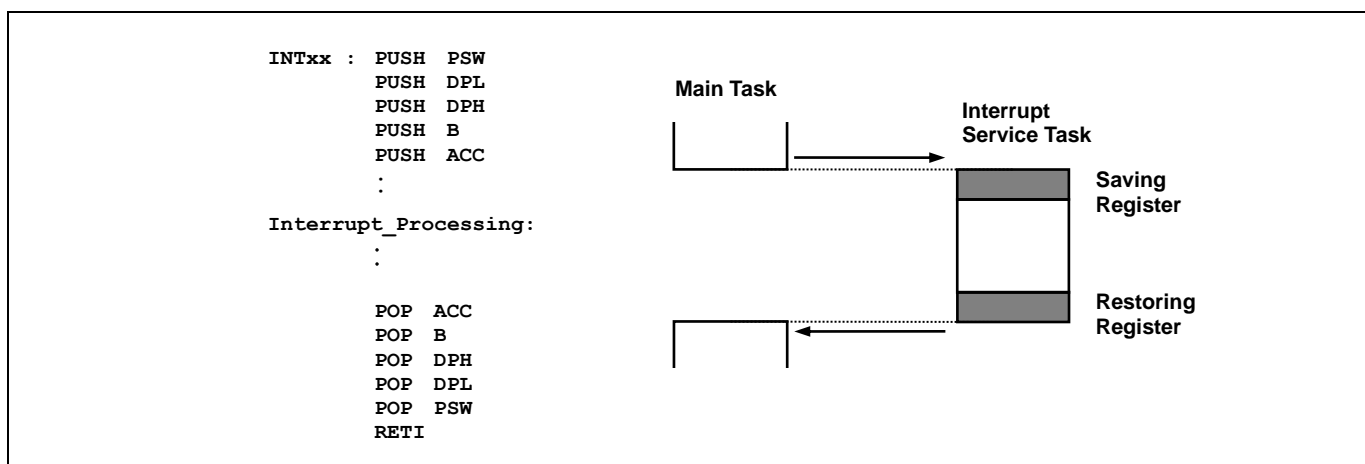 INTxx : PUSH PSW
PUSH DPL
PUSH DPH
PUSH B
PUSH ACC
:
Interrupt_Processing:
:
POP ACC
POP B
POP DPH
POP DPL
POP PSW
RETI
Main Task
Interrupt
Service Task
Saving
Register
Restoring
Register